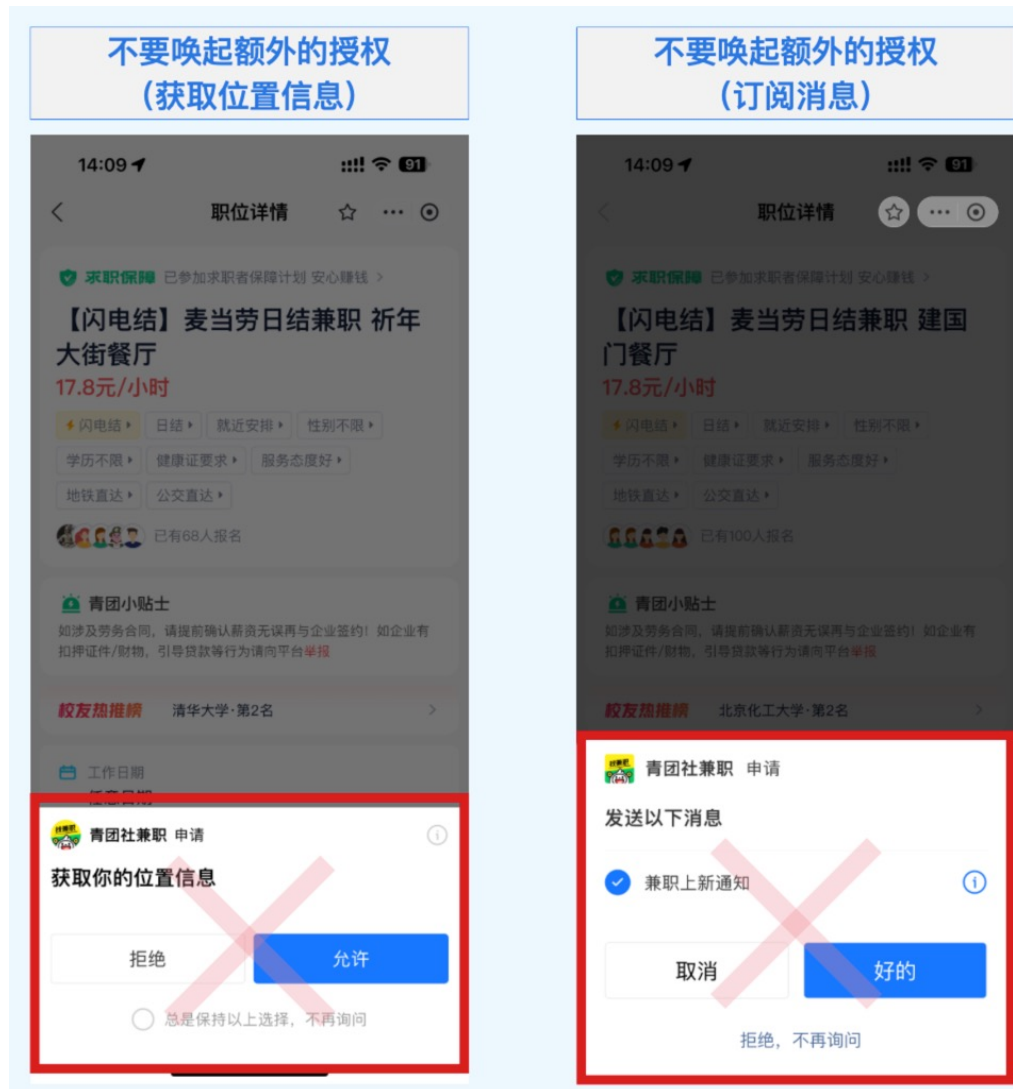 不要唤起额外的授权
（获取位置信息）
14:09
91
职位详情
求职保障 已参加求职者保障计划 安心赚钱 >
【闪电结】麦当劳日结兼职 祈年
大街餐厅
17.8元/小时
闪电结 日结 就近安排 性别不限
学历不限 健康证要求 服务态度好
地铁直达 公交直达
已有68人报名
青团小贴士
如涉及劳务合同，请提前确认薪资无误再与企业签约！如企业有
扣押证件/财物，引导贷款等行为请向平台举报
校友热推榜 清华大学·第2名 >
工作日期
任意日期
找兼职
青团社兼职 申请
获取你的位置信息
拒绝 允许
总是保持以上选择，不再询问
不要唤起额外的授权
（订阅消息）
14:09
91
职位详情
求职保障 已参加求职者保障计划 安心赚钱 >
【闪电结】麦当劳日结兼职 建国
门餐厅
17.8元/小时
闪电结 日结 就近安排 性别不限
学历不限 健康证要求 服务态度好
地铁直达 公交直达
已有100人报名
青团小贴士
如涉及劳务合同，请提前确认薪资无误再与企业签约！如企业有
扣押证件/财物，引导贷款等行为请向平台举报
校友热推榜 北京化工大学·第2名 >
找兼职
青团社兼职 申请
发送以下消息
兼职上新通知
取消 好的
拒绝，不再询问